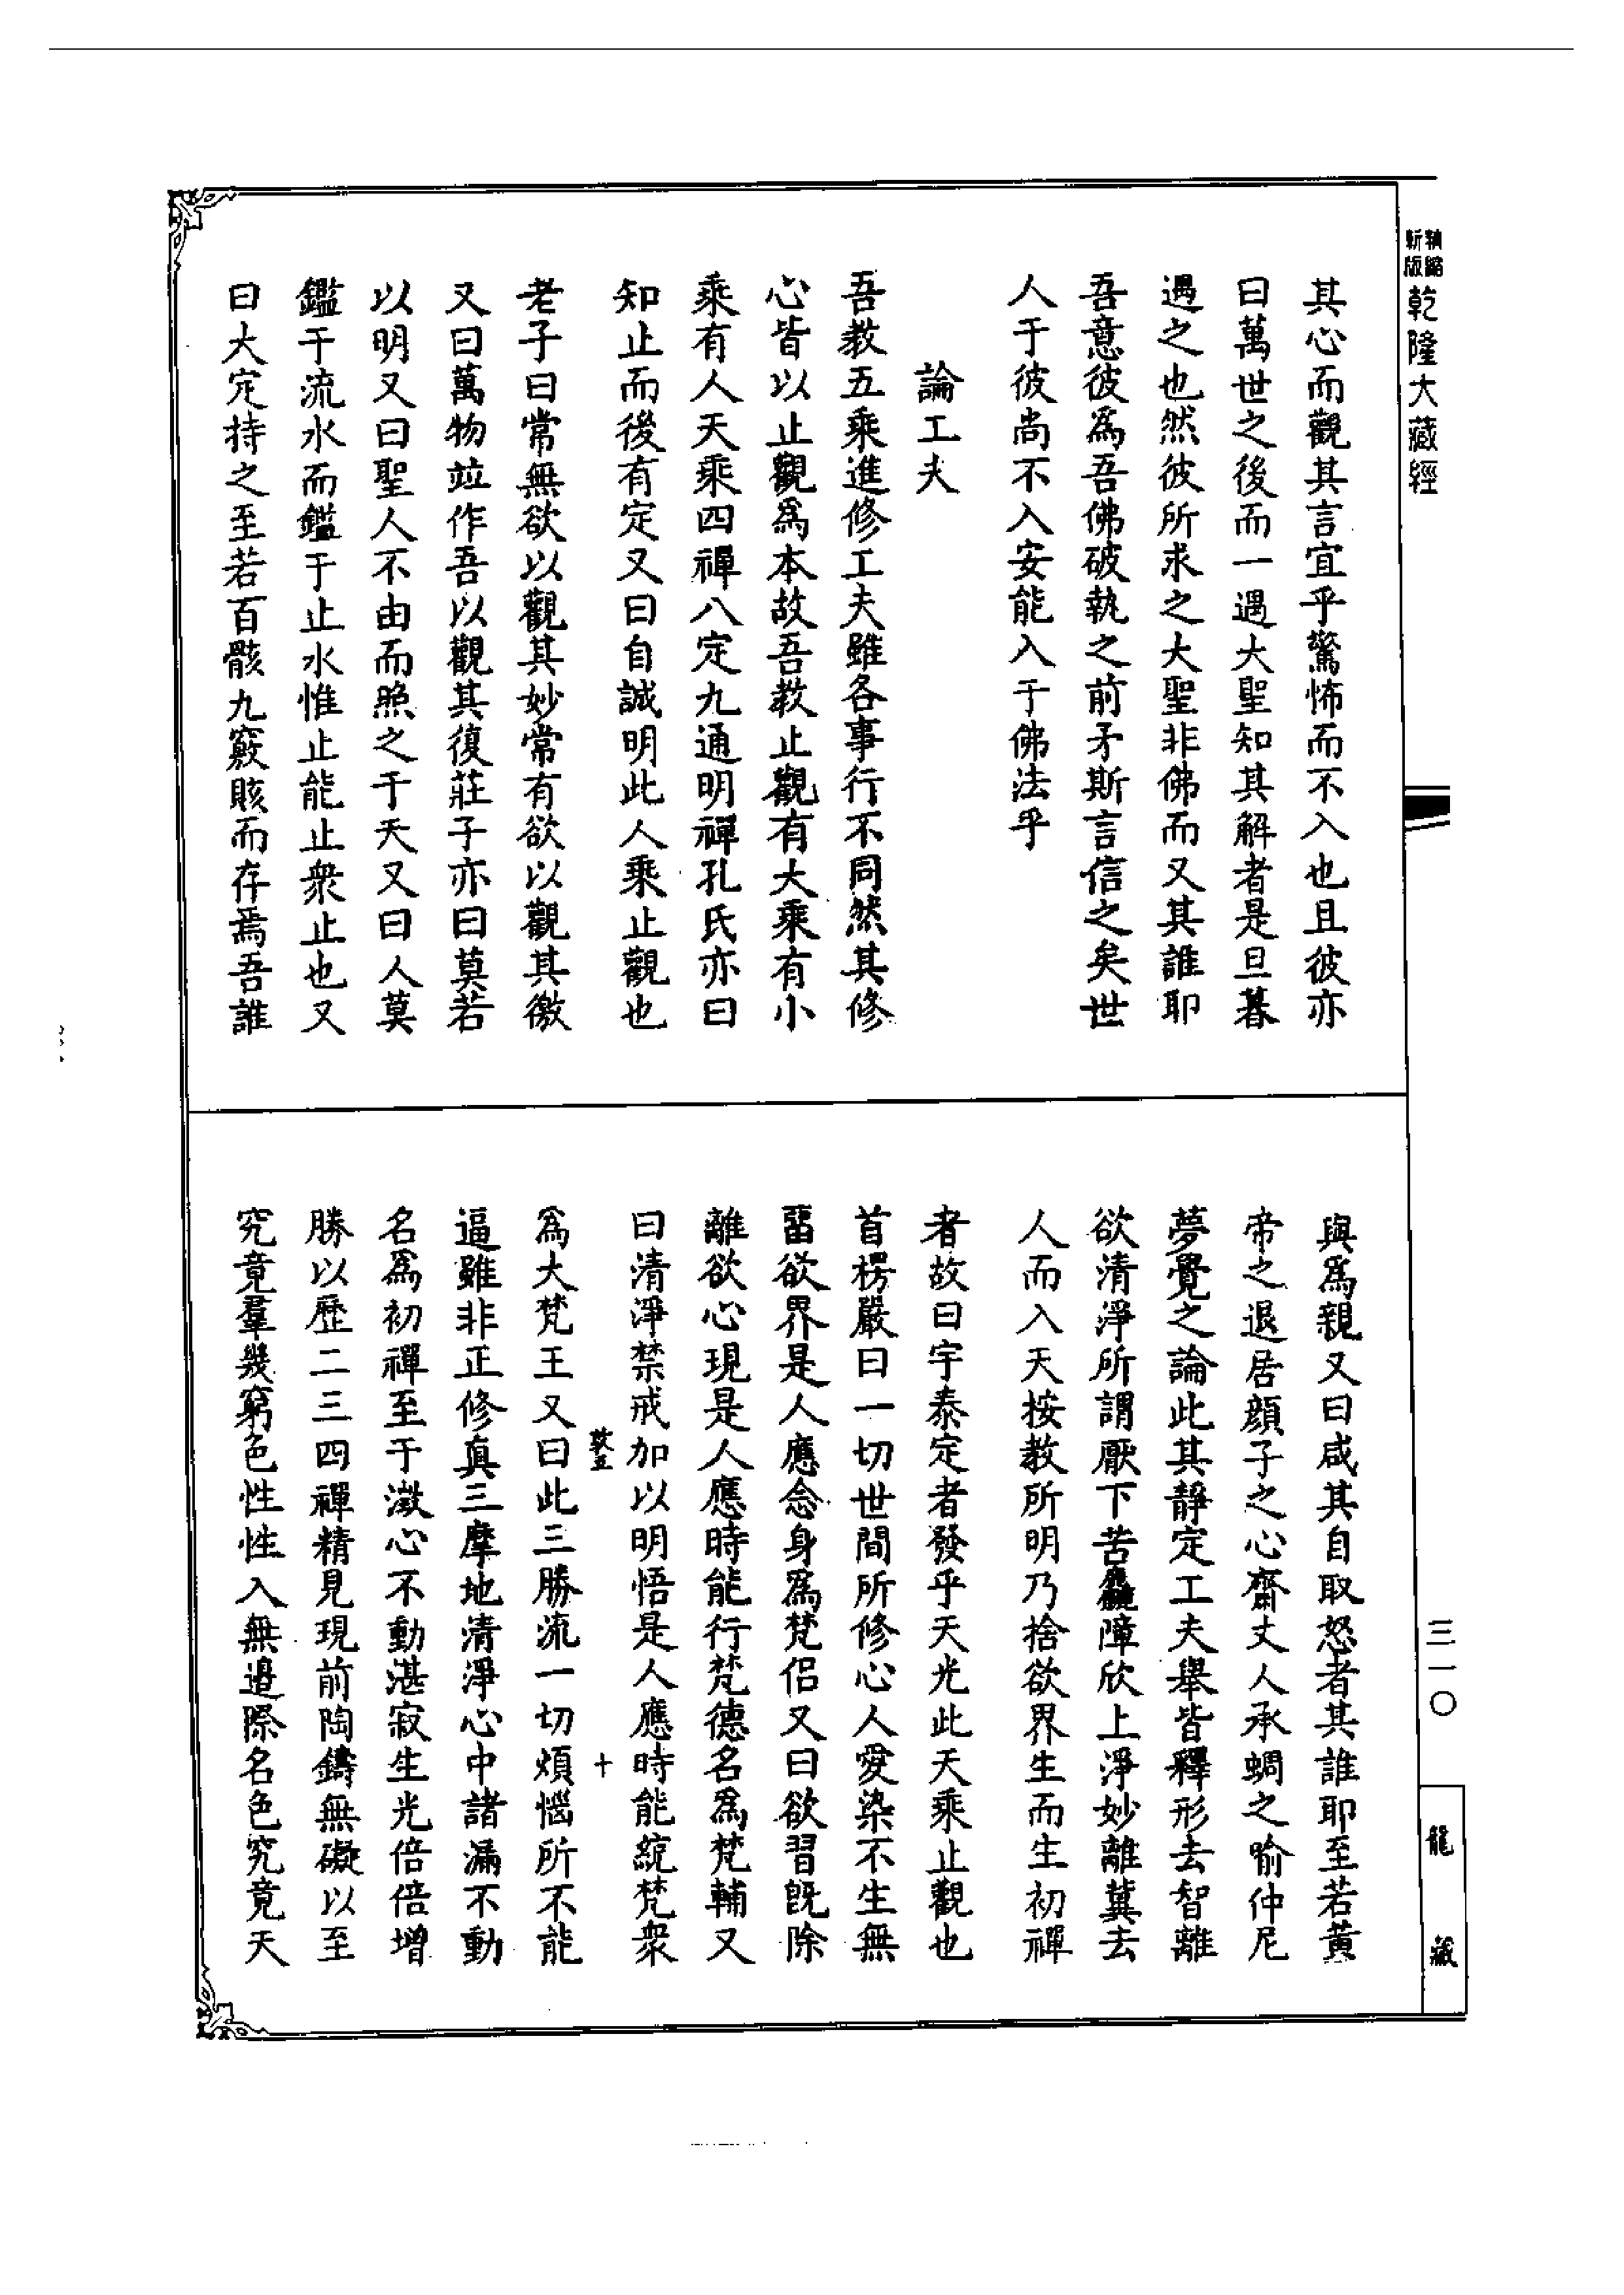 精縮新版乾隆大藏經
其心而觀其言宜乎驚怖而不入也且彼亦
曰萬世之後而一遇大聖知其解者是旦暮
遇之也然彼所求之大聖非佛而又其誰耶
吾意彼爲吾佛破執之前矛斯言信之矣世
人于彼尚不入安能入于佛法乎
論工夫
吾教五乘進修工夫雖各事行不同然其修
心皆以止觀爲本故吾教止觀有大乘有小
乘有人天乘四禪八定九通明禪孔氏亦曰
知止而後有定又曰自誠明此人乘止觀也
老子曰常無欲以觀其妙常有欲以觀其徼
又曰萬物竝作吾以觀其復莊子亦曰莫若
以明又曰聖人不由而照之于天又曰人莫
鑑于流水而鑑于止水惟止能止衆止也又
曰大定持之至若百骸九竅賅而存焉吾誰
與爲親又曰咸其自取怒者其誰耶至若黃
帝之退居顔子之心齋丈人承蜩之喻仲尼
夢覺之論此其靜定工夫舉皆釋形去智離
欲清淨所謂厭下苦麤障欣上淨妙離冀去
人而入天按教所明乃捨欲界生而生初禪
者故曰宇泰定者發乎天光此天乘止觀也
首楞嚴曰一切世間所修心人愛染不生無
畱欲界是人應念身爲梵侶又曰欲習旣除
離欲心現是人應時能行梵德名爲梵輔又
曰清淨禁戒加以明悟是人應時能統梵衆
敦五 十
爲大梵王又曰此三勝流一切煩惱所不能
逼雖非正修真三摩地清淨心中諸漏不動
名爲初禪至于澂心不動湛寂生光倍倍增
勝以歷二三四禪精見現前陶鑄無礙以至
究竟羣幾窮色性性入無邊際名色究竟天
三一〇
龍藏